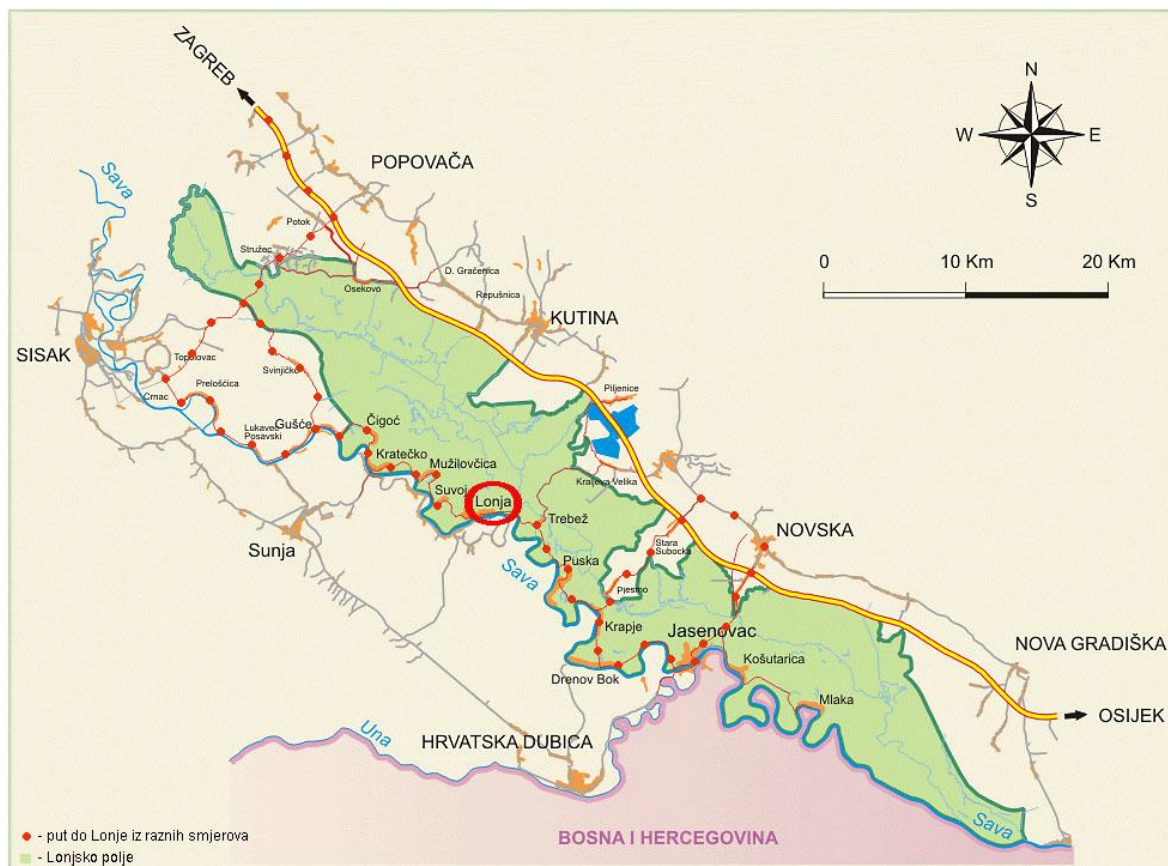 ZAGREB
N
W
E
S
POPOVAČA
Sava
Potok
Stružec
D. Gračenica
Osekovo
Repušnica
0
10 Km
20 Km
KUTINA
SISAK
Topolovac
Svinjičko
Piljenice
Prelošćica
Crnac
Lukavec
Posavski
Gušće
Čigoć
Kratečko
Mužilovčica
Kraljeva Velika
Suvoj
Lonja
Trebež
NOVSKA
Sunja
Stara
Subocka
Sava
Puska
Pjesmo
Krapje
Jasenovac
Košutarica
NOVA GRADIŠKA
Drenov Bok
Mlaka
OSIJEK
Una
HRVATSKA DUBICA
Sava
- put do Lonje iz raznih smjerova
BOSNA I HERCEGOVINA
- Lonjsko polje